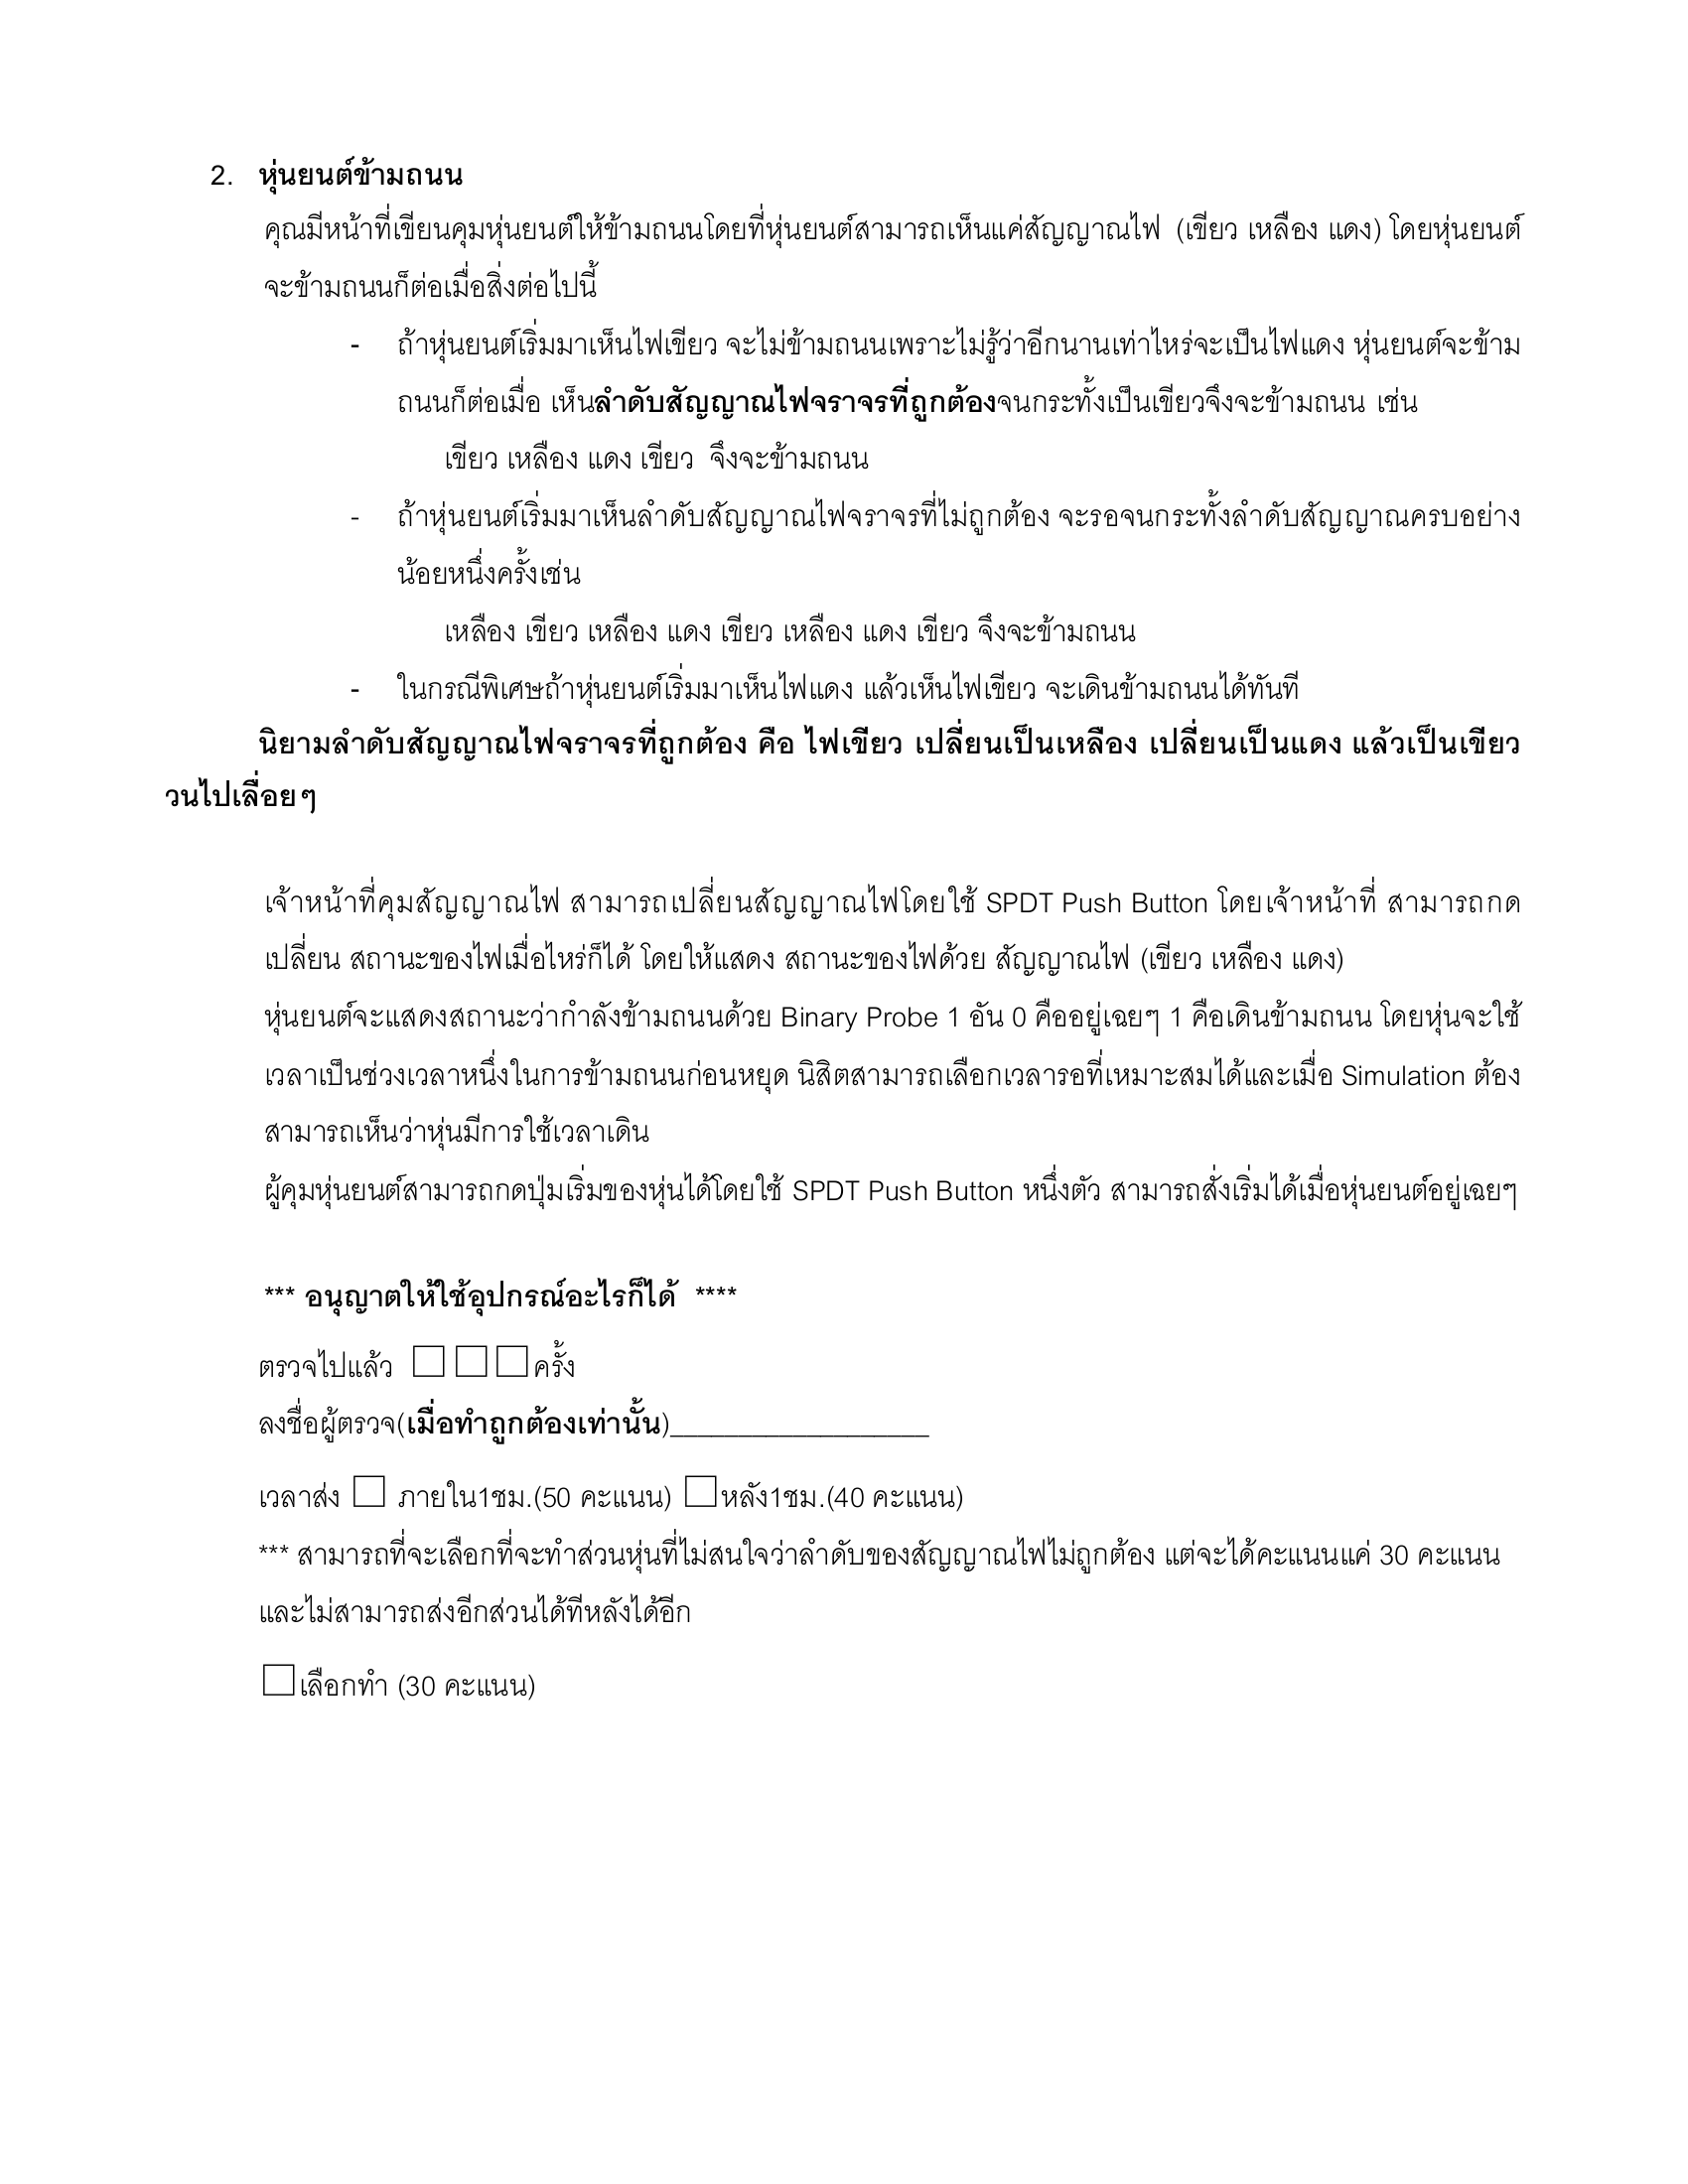 2. หุ่นยนต์ข้ามถนน
คุณมีหน้าที่เขียนคุมหุ่นยนต์ให้ข้ามถนนโดยที่หุ่นยนต์สามารถเห็นแค่สัญญาณไฟ (เขียว เหลือง แดง) โดยหุ่นยนต์
จะข้ามถนนก็ต่อเมื่อสิ่งต่อไปนี้
- ถ้าหุ่นยนต์เริ่มมาเห็นไฟเขียว จะไม่ข้ามถนนเพราะไม่รู้ว่าอีกนานเท่าไหร่จะเป็นไฟแดง หุ่นยนต์จะข้าม
ถนนก็ต่อเมื่อ เห็นลำดับสัญญาณไฟจราจรที่ถูกต้องจนกระทั้งเป็นเขียวจึงจะข้ามถนน เช่น
เขียว เหลือง แดง เขียว จึงจะข้ามถนน
- ถ้าหุ่นยนต์เริ่มมาเห็นลำดับสัญญาณไฟจราจรที่ไม่ถูกต้อง จะรอจนกระทั้งลำดับสัญญาณครบอย่าง
น้อยหนึ่งครั้งเช่น
เหลือง เขียว เหลือง แดง เขียว เหลือง แดง เขียว จึงจะข้ามถนน
- ในกรณีพิเศษถ้าหุ่นยนต์เริ่มมาเห็นไฟแดง แล้วเห็นไฟเขียว จะเดินข้ามถนนได้ทันที
นิยามลำดับสัญญาณไฟจราจรที่ถูกต้อง คือ ไฟเขียว เปลี่ยนเป็นเหลือง เปลี่ยนเป็นแดง แล้วเป็นเขียว
วนไปเลื่อยๆ
เจ้าหน้าที่คุมสัญญาณไฟ สามารถเปลี่ยนสัญญาณไฟโดยใช้ SPDT Push Button โดยเจ้าหน้าที่ สามารถกด
เปลี่ยน สถานะของไฟเมื่อไหร่ก็ได้ โดยให้แสดง สถานะของไฟด้วย สัญญาณไฟ (เขียว เหลือง แดง)
หุ่นยนต์จะแสดงสถานะว่ากำลังข้ามถนนด้วย Binary Probe 1 อัน 0 คืออยู่เฉยๆ 1 คือเดินข้ามถนน โดยหุ่นจะใช้
เวลาเป็นช่วงเวลาหนึ่งในการข้ามถนนก่อนหยุด นิสิตสามารถเลือกเวลารอที่เหมาะสมได้และเมื่อ Simulation ต้อง
สามารถเห็นว่าหุ่นมีการใช้เวลาเดิน
ผู้คุมหุ่นยนต์สามารถกดปุ่มเริ่มของหุ่นได้โดยใช้ SPDT Push Button หนึ่งตัว สามารถสั่งเริ่มได้เมื่อหุ่นยนต์อยู่เฉยๆ
*** อนุญาตให้ใช้อุปกรณ์อะไรก็ได้ ****
ตรวจไปแล้ว □ □ □ ครั้ง
ลงชื่อผู้ตรวจ(เมื่อทำถูกต้องเท่านั้น)___________________
เวลาส่ง □ ภายใน1ชม.(50 คะแนน) □หลัง1ชม.(40 คะแนน)
*** สามารถที่จะเลือกที่จะทำส่วนหุ่นที่ไม่สนใจว่าลำดับของสัญญาณไฟไม่ถูกต้อง แต่จะได้คะแนนแค่ 30 คะแนน
และไม่สามารถส่งอีกส่วนได้ทีหลังได้อีก
□เลือกทำ (30 คะแนน)